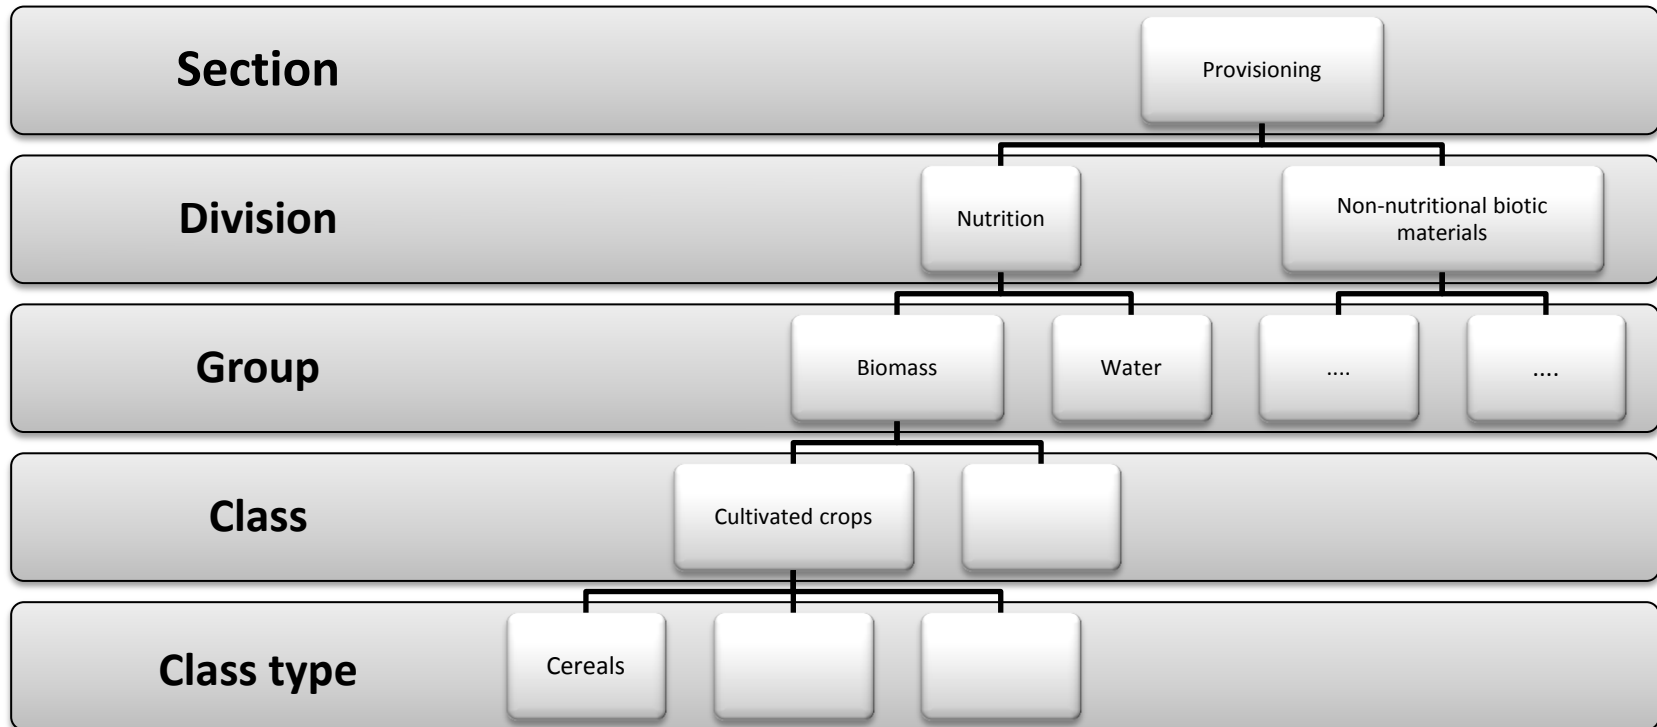 Section
Provisioning
Division
Nutrition
Non-nutritional biotic
materials
Group
Biomass
Water
....
....
Class
Cultivated crops
Class type
Cereals